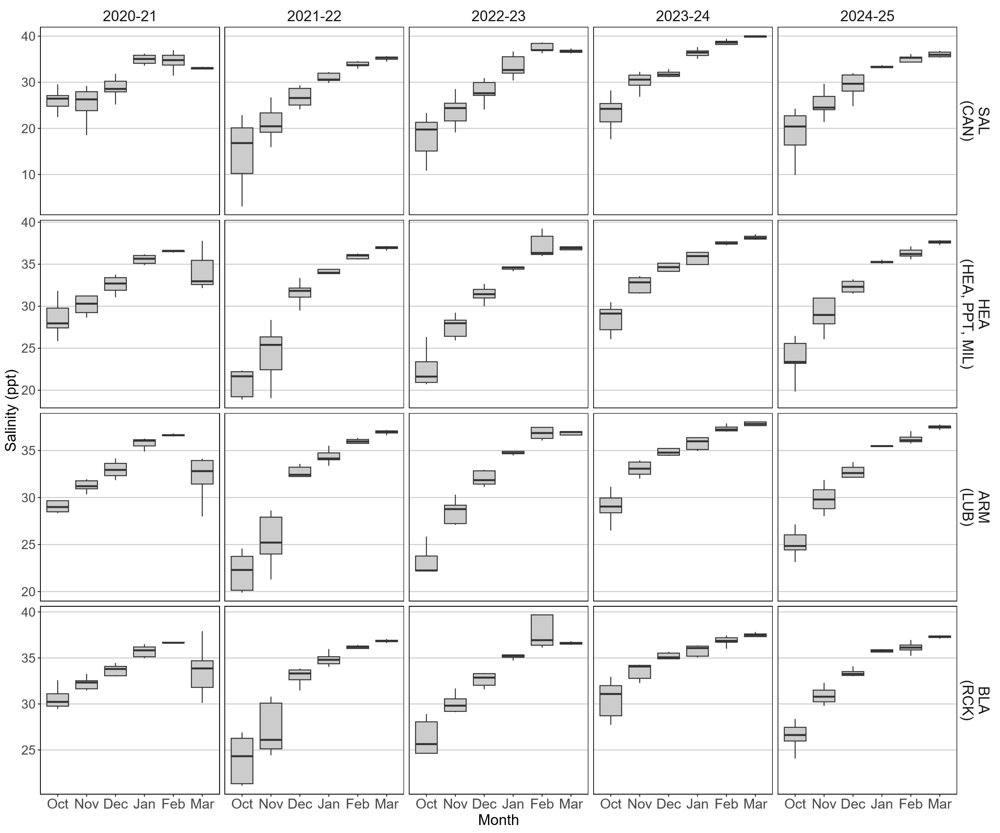 2020-21 2021-22 2022-23 2023-24 2024-25
Salinity (ppt)
40
30
20
10
SAL
(CAN)
40
35
30
25
20
HEA
(HEA, PPT, MIL)
35
30
25
20
ARM
(LUB)
40
35
30
25
BLA
(RCK)
Oct Nov Dec Jan Feb Mar Oct Nov Dec Jan Feb Mar Oct Nov Dec Jan Feb Mar Oct Nov Dec Jan Feb Mar Oct Nov Dec Jan Feb Mar
Month